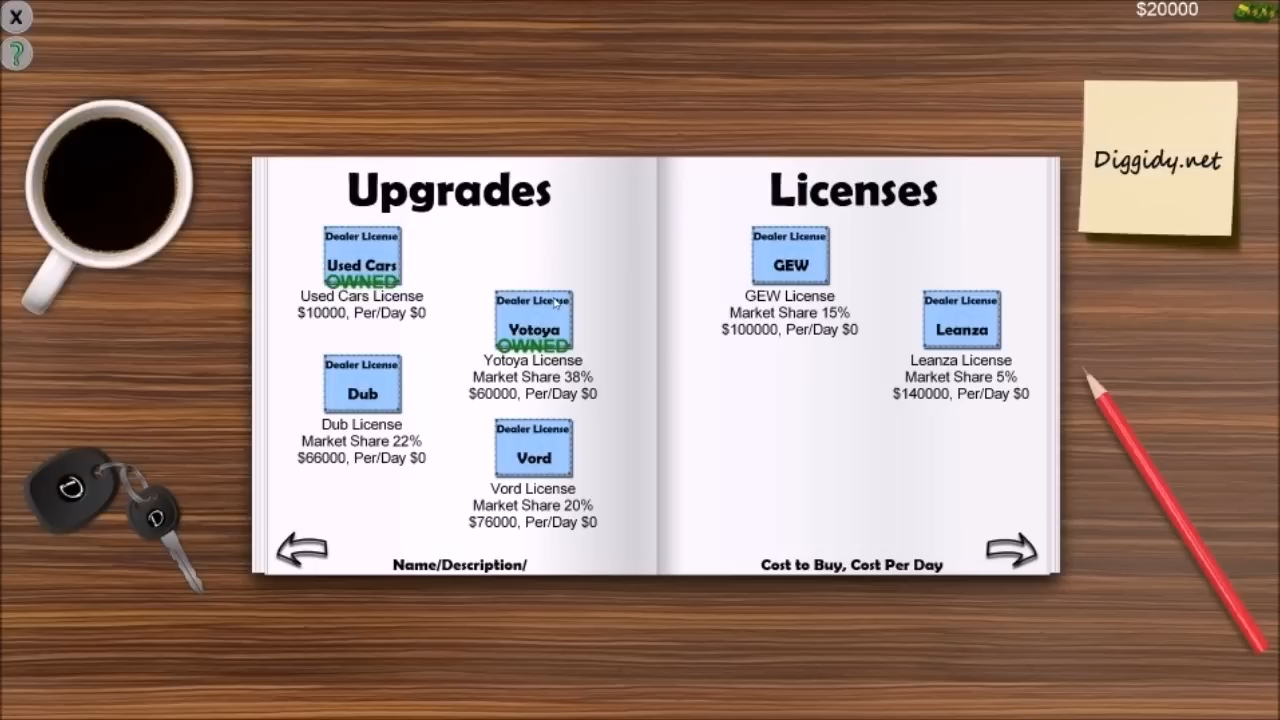 X
?
$20000
Diggidy.net
Upgrades
Dealer License
Used Cars
OWNED
Used Cars License
$10000, Per/Day $0
Dealer License
Yotoya
OWNED
Yotoya License
Market Share 38%
$60000, Per/Day $0
Dealer License
Dub
Dub License
Market Share 22%
$66000, Per/Day $0
Dealer License
Vord
Vord License
Market Share 20%
$76000, Per/Day $0
Name/Description/
Licenses
Dealer License
GEW
GEW License
Market Share 15%
$100000, Per/Day $0
Dealer License
Leanza
Leanza License
Market Share 5%
$140000, Per/Day $0
Cost to Buy, Cost Per Day
D
D